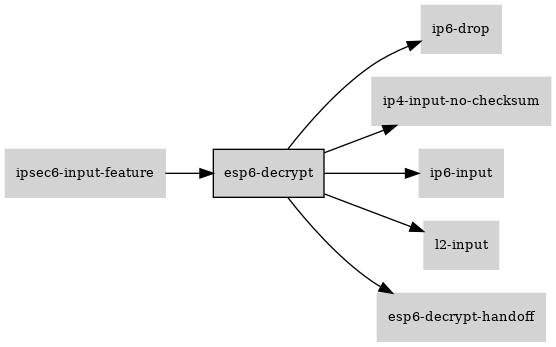 ip6-drop
ip4-input-no-checksum
ipsec6-input-feature
esp6-decrypt
ip6-input
l2-input
esp6-decrypt-handoff